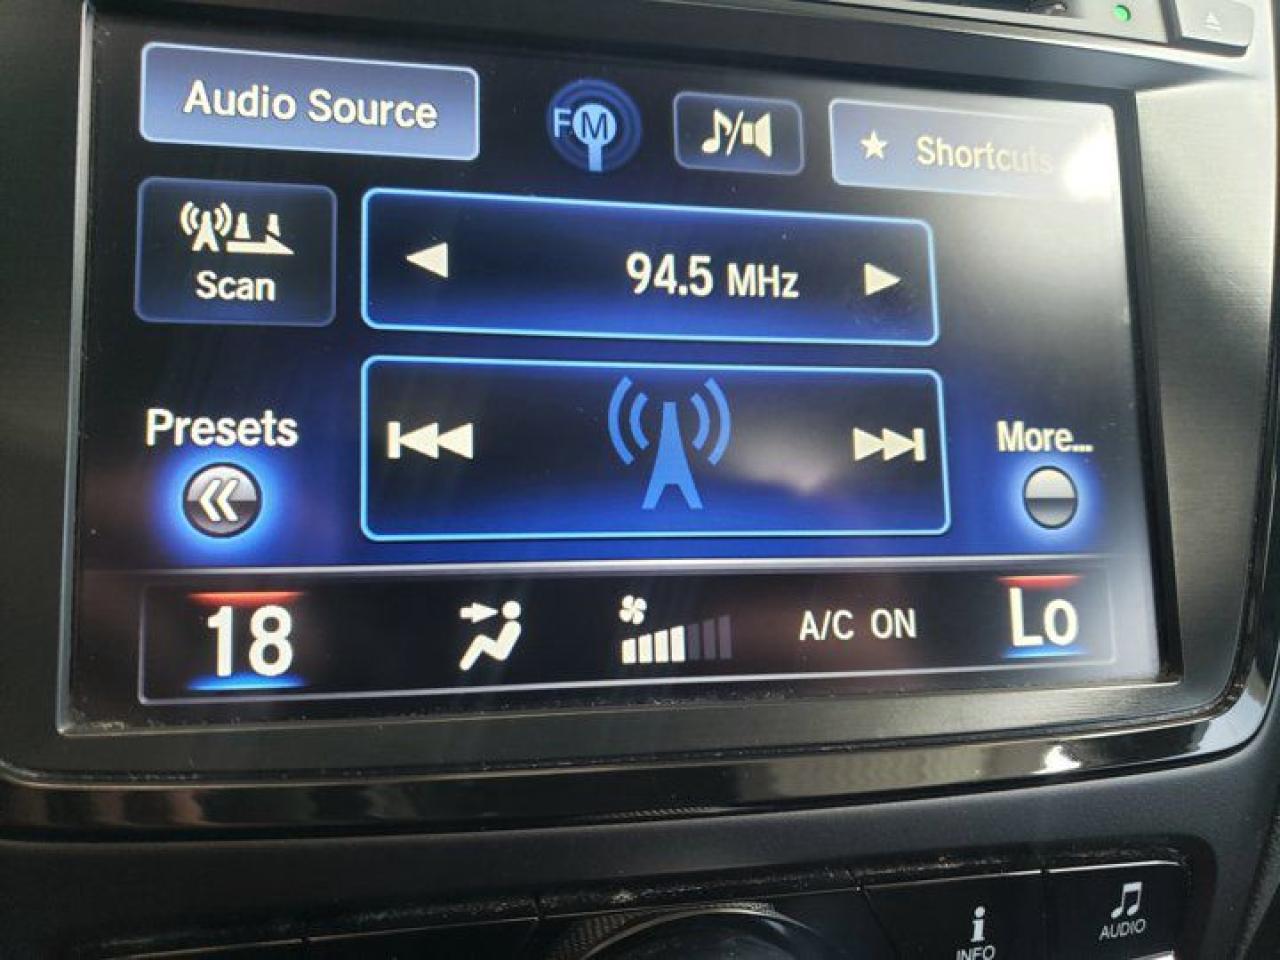 Audio Source
FM
Shortcuts
Scan
94.5 MHz
Presets
More...
18
A/C ON
Lo
INFO
AUDIO